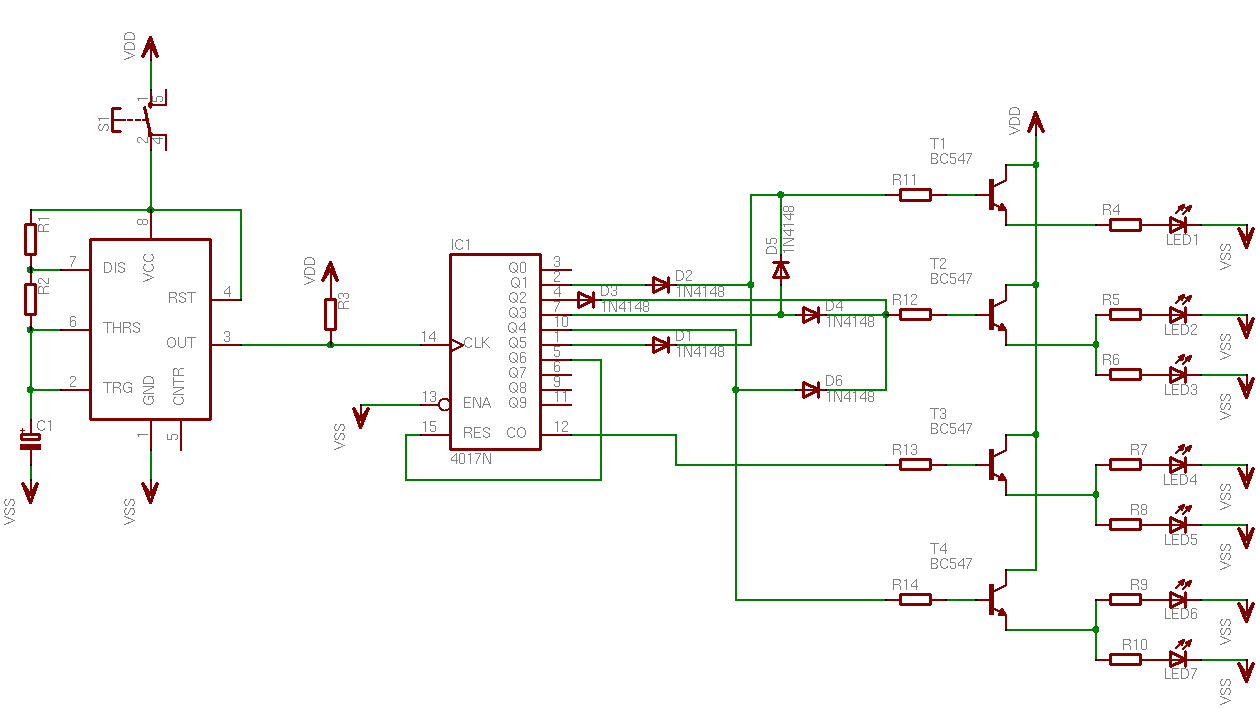 VDD
S1
1
5
2
4
R1
R2
8
VCC
7
DIS
RST
4
6
THRS
OUT
3
2
TRG
GND
CNTR
1
5
C1
+
VSS
VSS
VDD
R3
IC1
14
CLK
13
ENA
15
RES
Q0
3
Q1
2
Q2
4
Q3
7
Q4
10
Q5
1
Q6
5
Q7
6
Q8
9
Q9
11
CO
12
4017N
VSS
D2
1N4148
D3
1N4148
D5
1N4148
D4
1N4148
D1
1N4148
D6
1N4148
VDD
T1
BC547
R11
R4
LED1
VSS
T2
BC547
R12
R5
LED2
VSS
R6
LED3
VSS
T3
BC547
R13
R7
LED4
VSS
R8
LED5
VSS
T4
BC547
R14
R9
LED6
VSS
R10
LED7
VSS